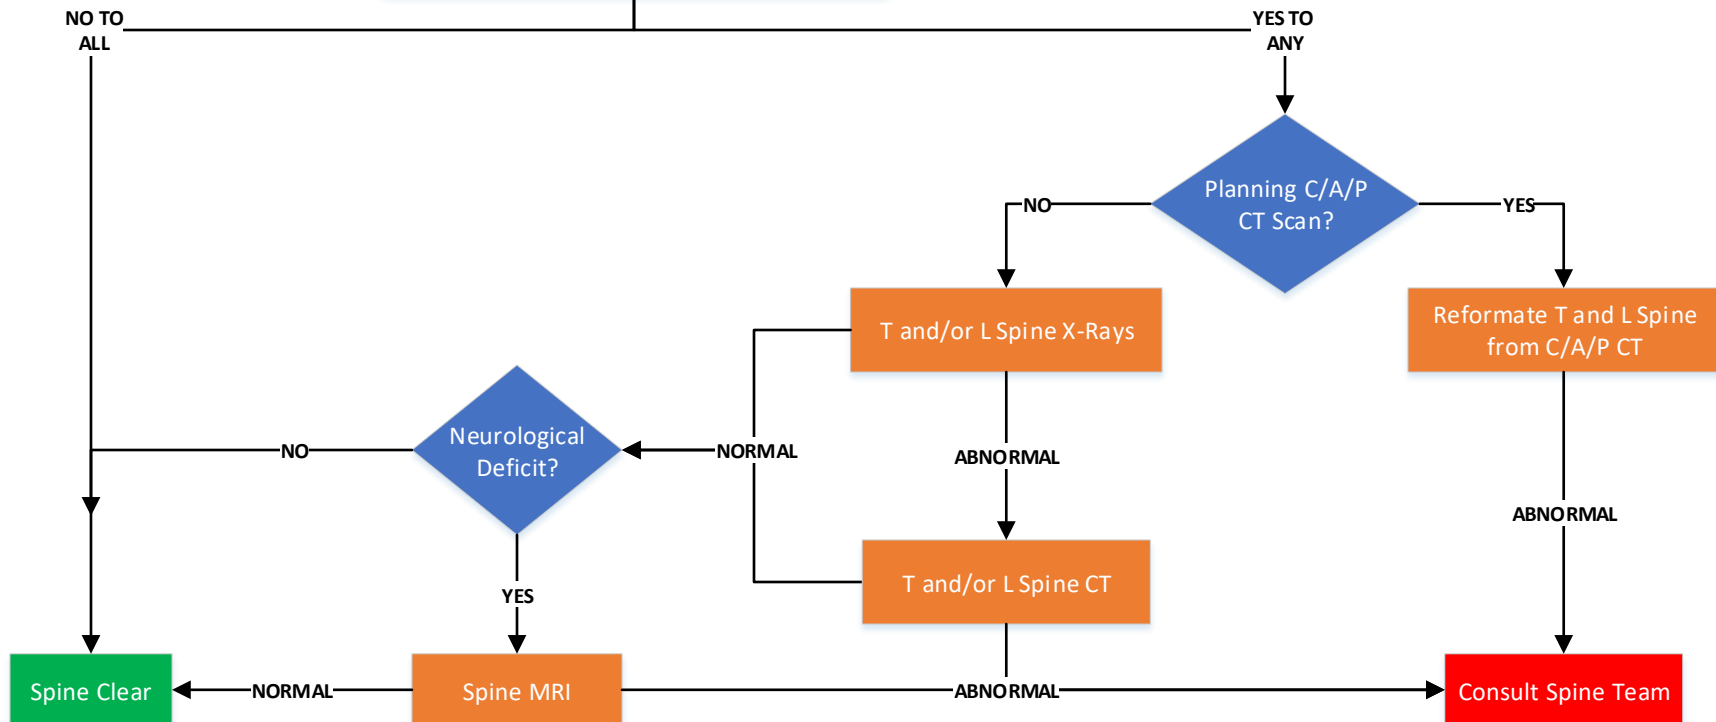 NO TO
ALL
YES TO
ANY
Planning C/A/P
CT Scan?
NO
YES
T and/or L Spine X-Rays
Reformate T and L Spine
from C/A/P CT
Neurological
Deficit?
NO
NORMAL
ABNORMAL
ABNORMAL
T and/or L Spine CT
YES
Spine Clear
NORMAL
Spine MRI
ABNORMAL
Consult Spine Team